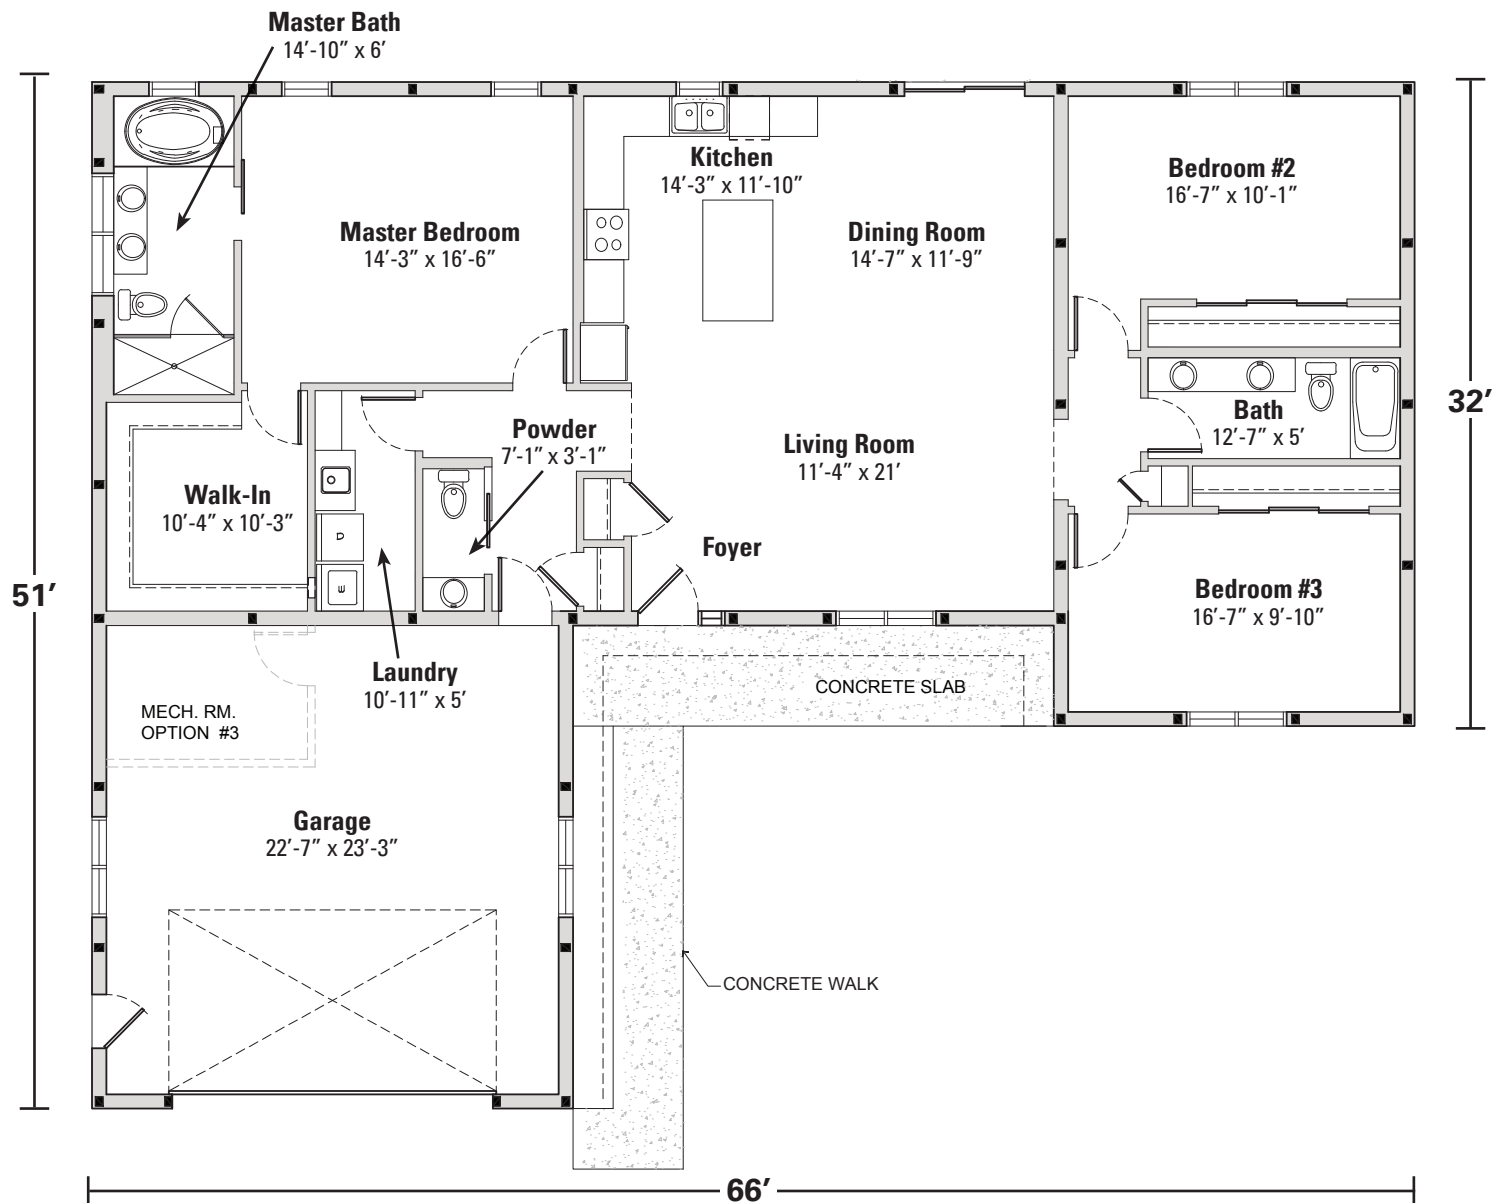 Master Bath
14′-10″ x 6′
Kitchen
14′-3″ x 11′-10″
Bedroom #2
16′-7″ x 10′-1″
Master Bedroom
14′-3″ x 16′-6″
Dining Room
14′-7″ x 11′-9″
32′
Bath
12′-7″ x 5′
Powder
7′-1″ x 3′-1″
Living Room
11′-4″ x 21′
Walk-In
10′-4″ x 10′-3″
D
Foyer
51′
W
Bedroom #3
16′-7″ x 9′-10″
Laundry
10′-11″ x 5′
CONCRETE SLAB
MECH. RM.
OPTION #3
Garage
22′-7″ x 23′-3″
CONCRETE WALK
66′